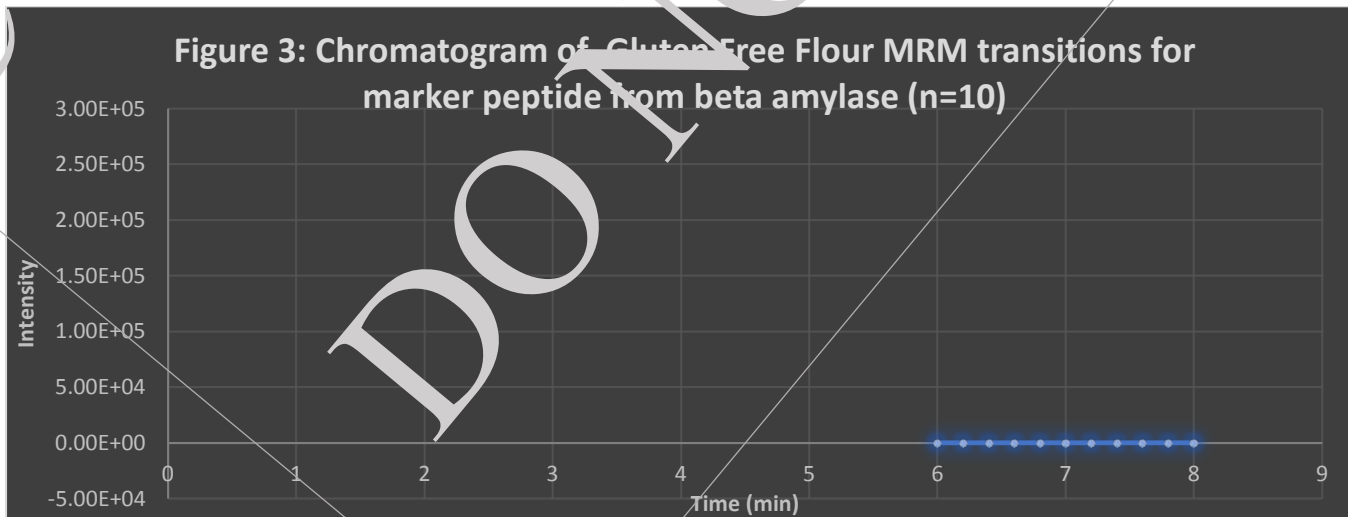 Figure 3: Chromatogram of Gluten Free Flour MRM transitions for
marker peptide from beta amylase (n=10)
3.00E+05
2.50E+05
2.00E+05
1.50E+05
1.00E+05
5.00E+04
0.00E+00
-5.00E+04
Intensity
0 1 2 3 4 5 6 7 8 9
Time (min)
DO